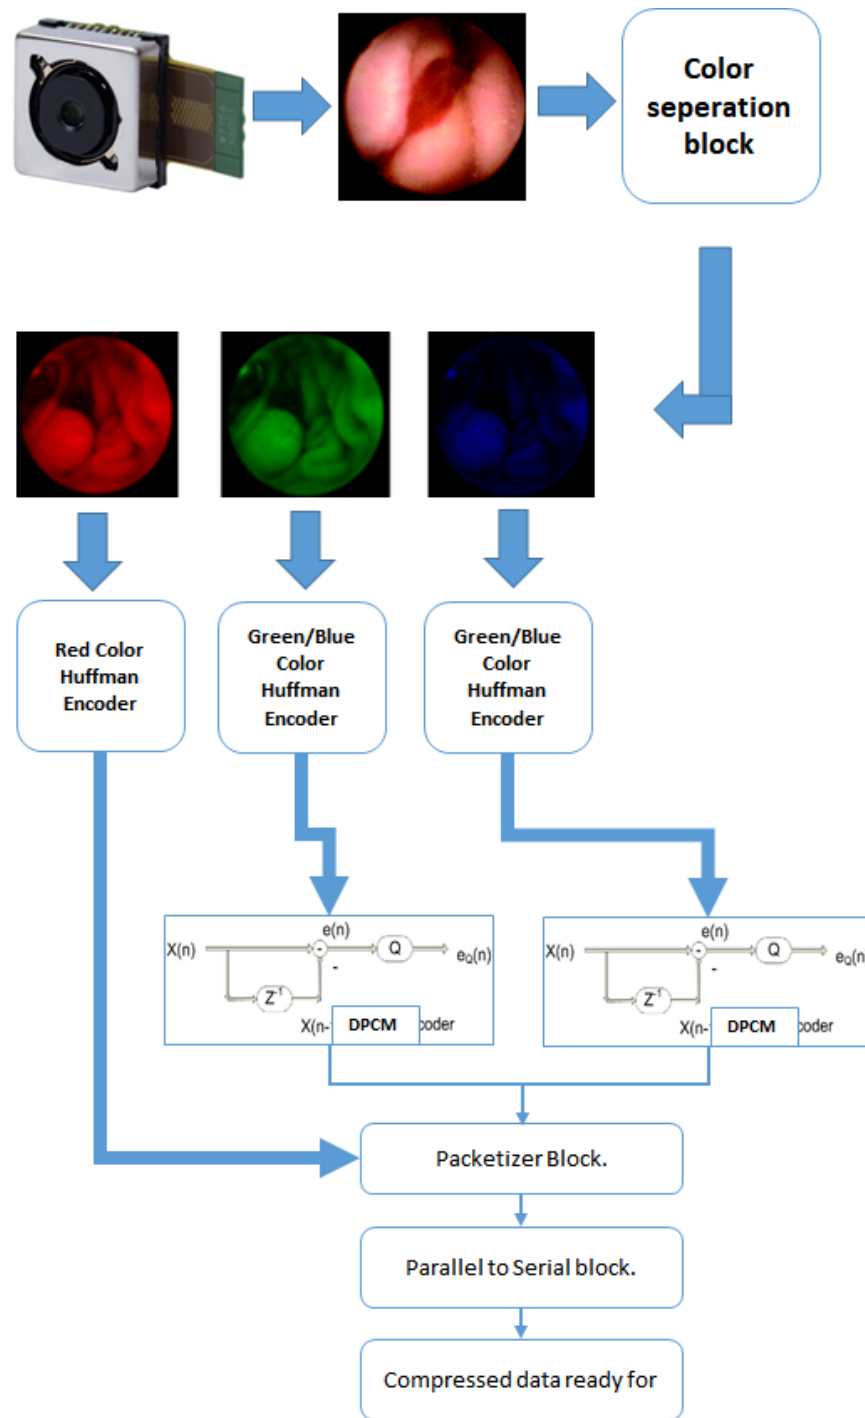 Color
seperation
block
Red Color
Huffman
Encoder
Green/Blue
Color
Huffman
Encoder
Green/Blue
Color
Huffman
Encoder
e(n)
X(n)
-
Q
eQ(n)
-
Z-1
X(n-
DPCM
coder
e(n)
X(n)
-
Q
eQ(n)
-
Z-1
X(n-
DPCM
coder
Packetizer Block.
Parallel to Serial block.
Compressed data ready for